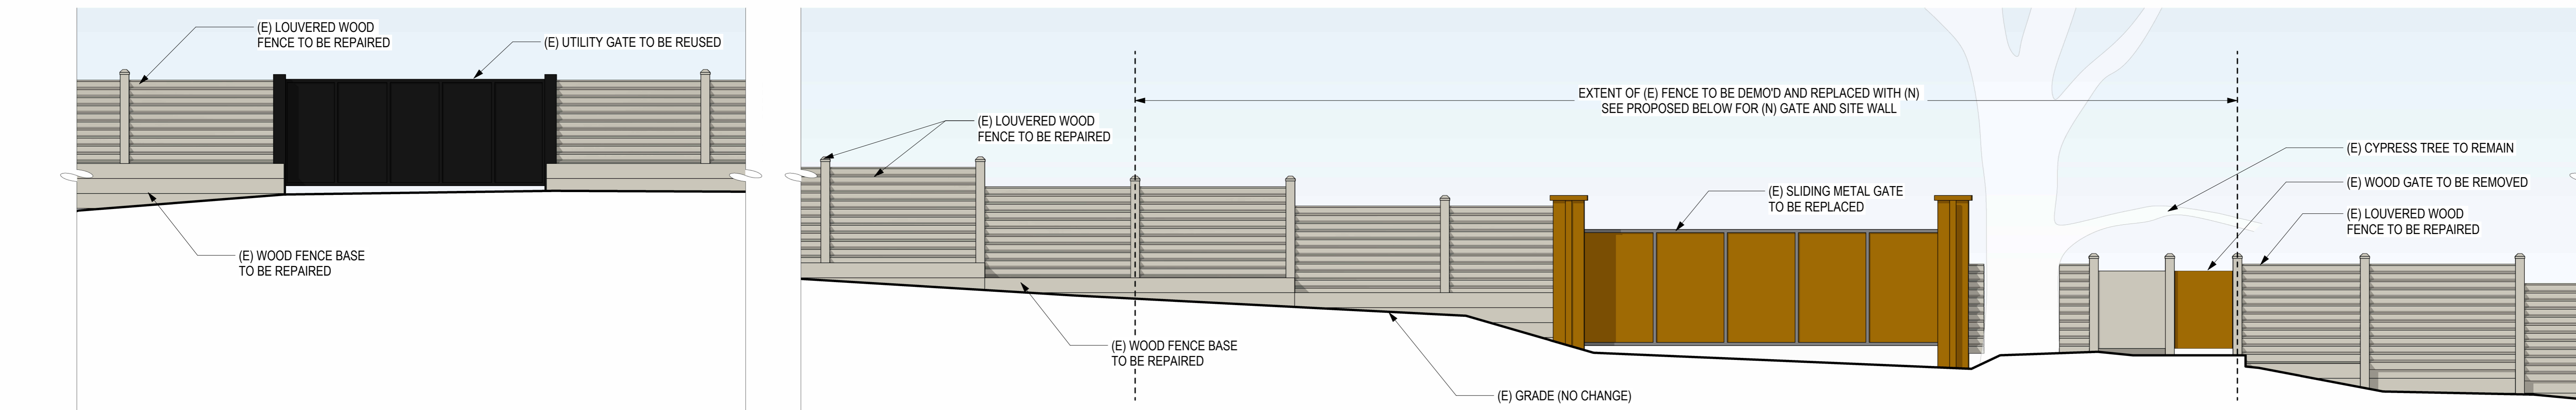 (E) LOUVERED WOOD
FENCE TO BE REPAIRED
(E) UTILITY GATE TO BE REUSED
(E) WOOD FENCE BASE
TO BE REPAIRED
(E) LOUVERED WOOD
FENCE TO BE REPAIRED
EXTENT OF (E) FENCE TO BE DEMO'D AND REPLACED WITH (N)
SEE PROPOSED BELOW FOR (N) GATE AND SITE WALL
(E) SLIDING METAL GATE
TO BE REPLACED
(E) WOOD FENCE BASE
TO BE REPAIRED
(E) GRADE (NO CHANGE)
(E) CYPRESS TREE TO REMAIN
(E) WOOD GATE TO BE REMOVED
(E) LOUVERED WOOD
FENCE TO BE REPAIRED